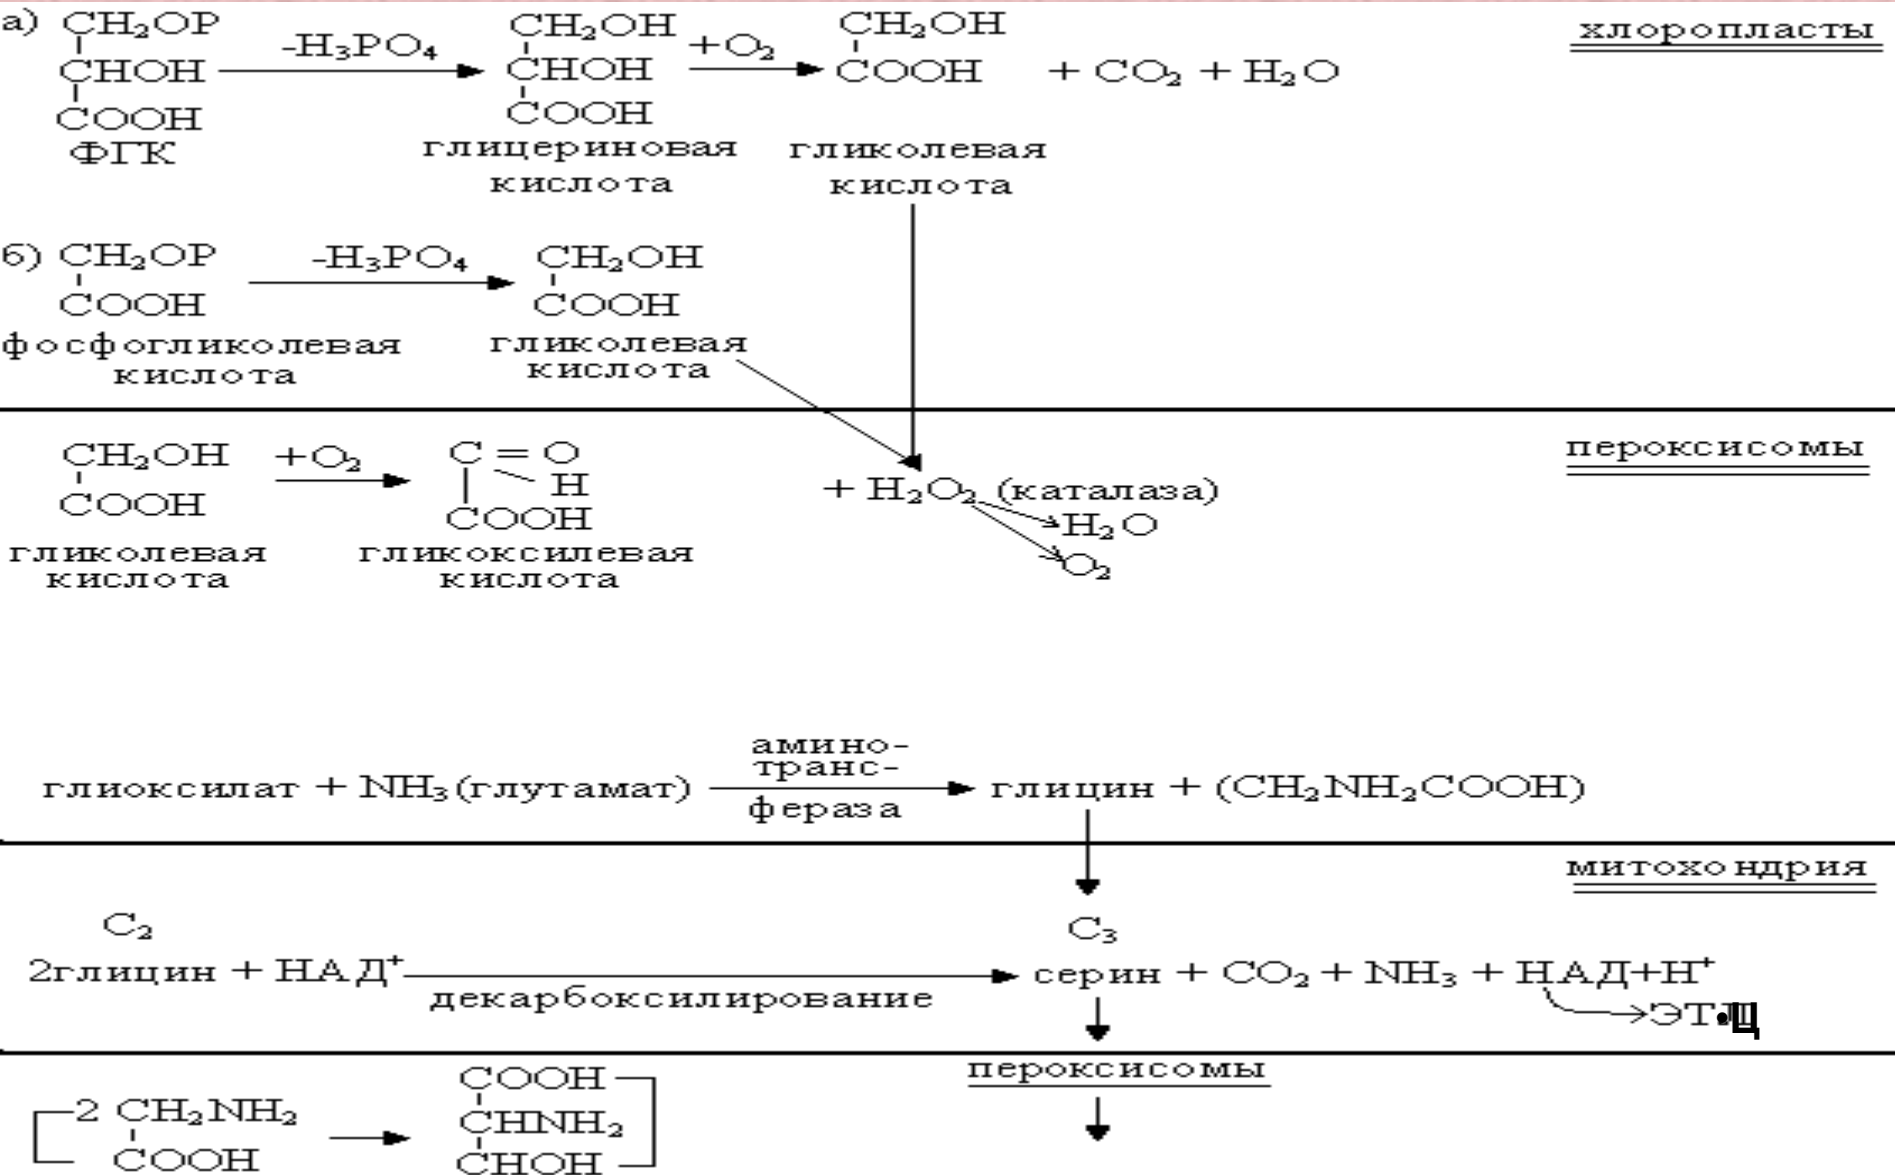 а) CH₂OP -H₃PO₄ CH₂OH +O₂ CH₂OH хлоропласты
CHOH CHOH COOH + CO₂ + H₂O
COOH COOH
ФГК глицериновая гликолевая
кислота кислота
б) CH₂OP -H₃PO₄ CH₂OH
COOH COOH
фосфогликолевая гликолевая
кислота кислота
CH₂OH +O₂ C = O пероксисомы
H + H₂O₂ (каталаза)
COOH COOH H₂O
гликолевая гликоксилевая O₂
кислота кислота
амино-
транс-
глиоксилат + NH₃(глутамат) глицин + (CH₂NH₂COOH)
фераза
митохондрия
C₂ C₃
2глицин + НАД⁺ серин + CO₂ + NH₃ + НАД+H⁺
декарбоксилирование ЭТЦ
пероксисомы
COOH
2 CH₂NH₂ CHNH₂
COOH CHOH